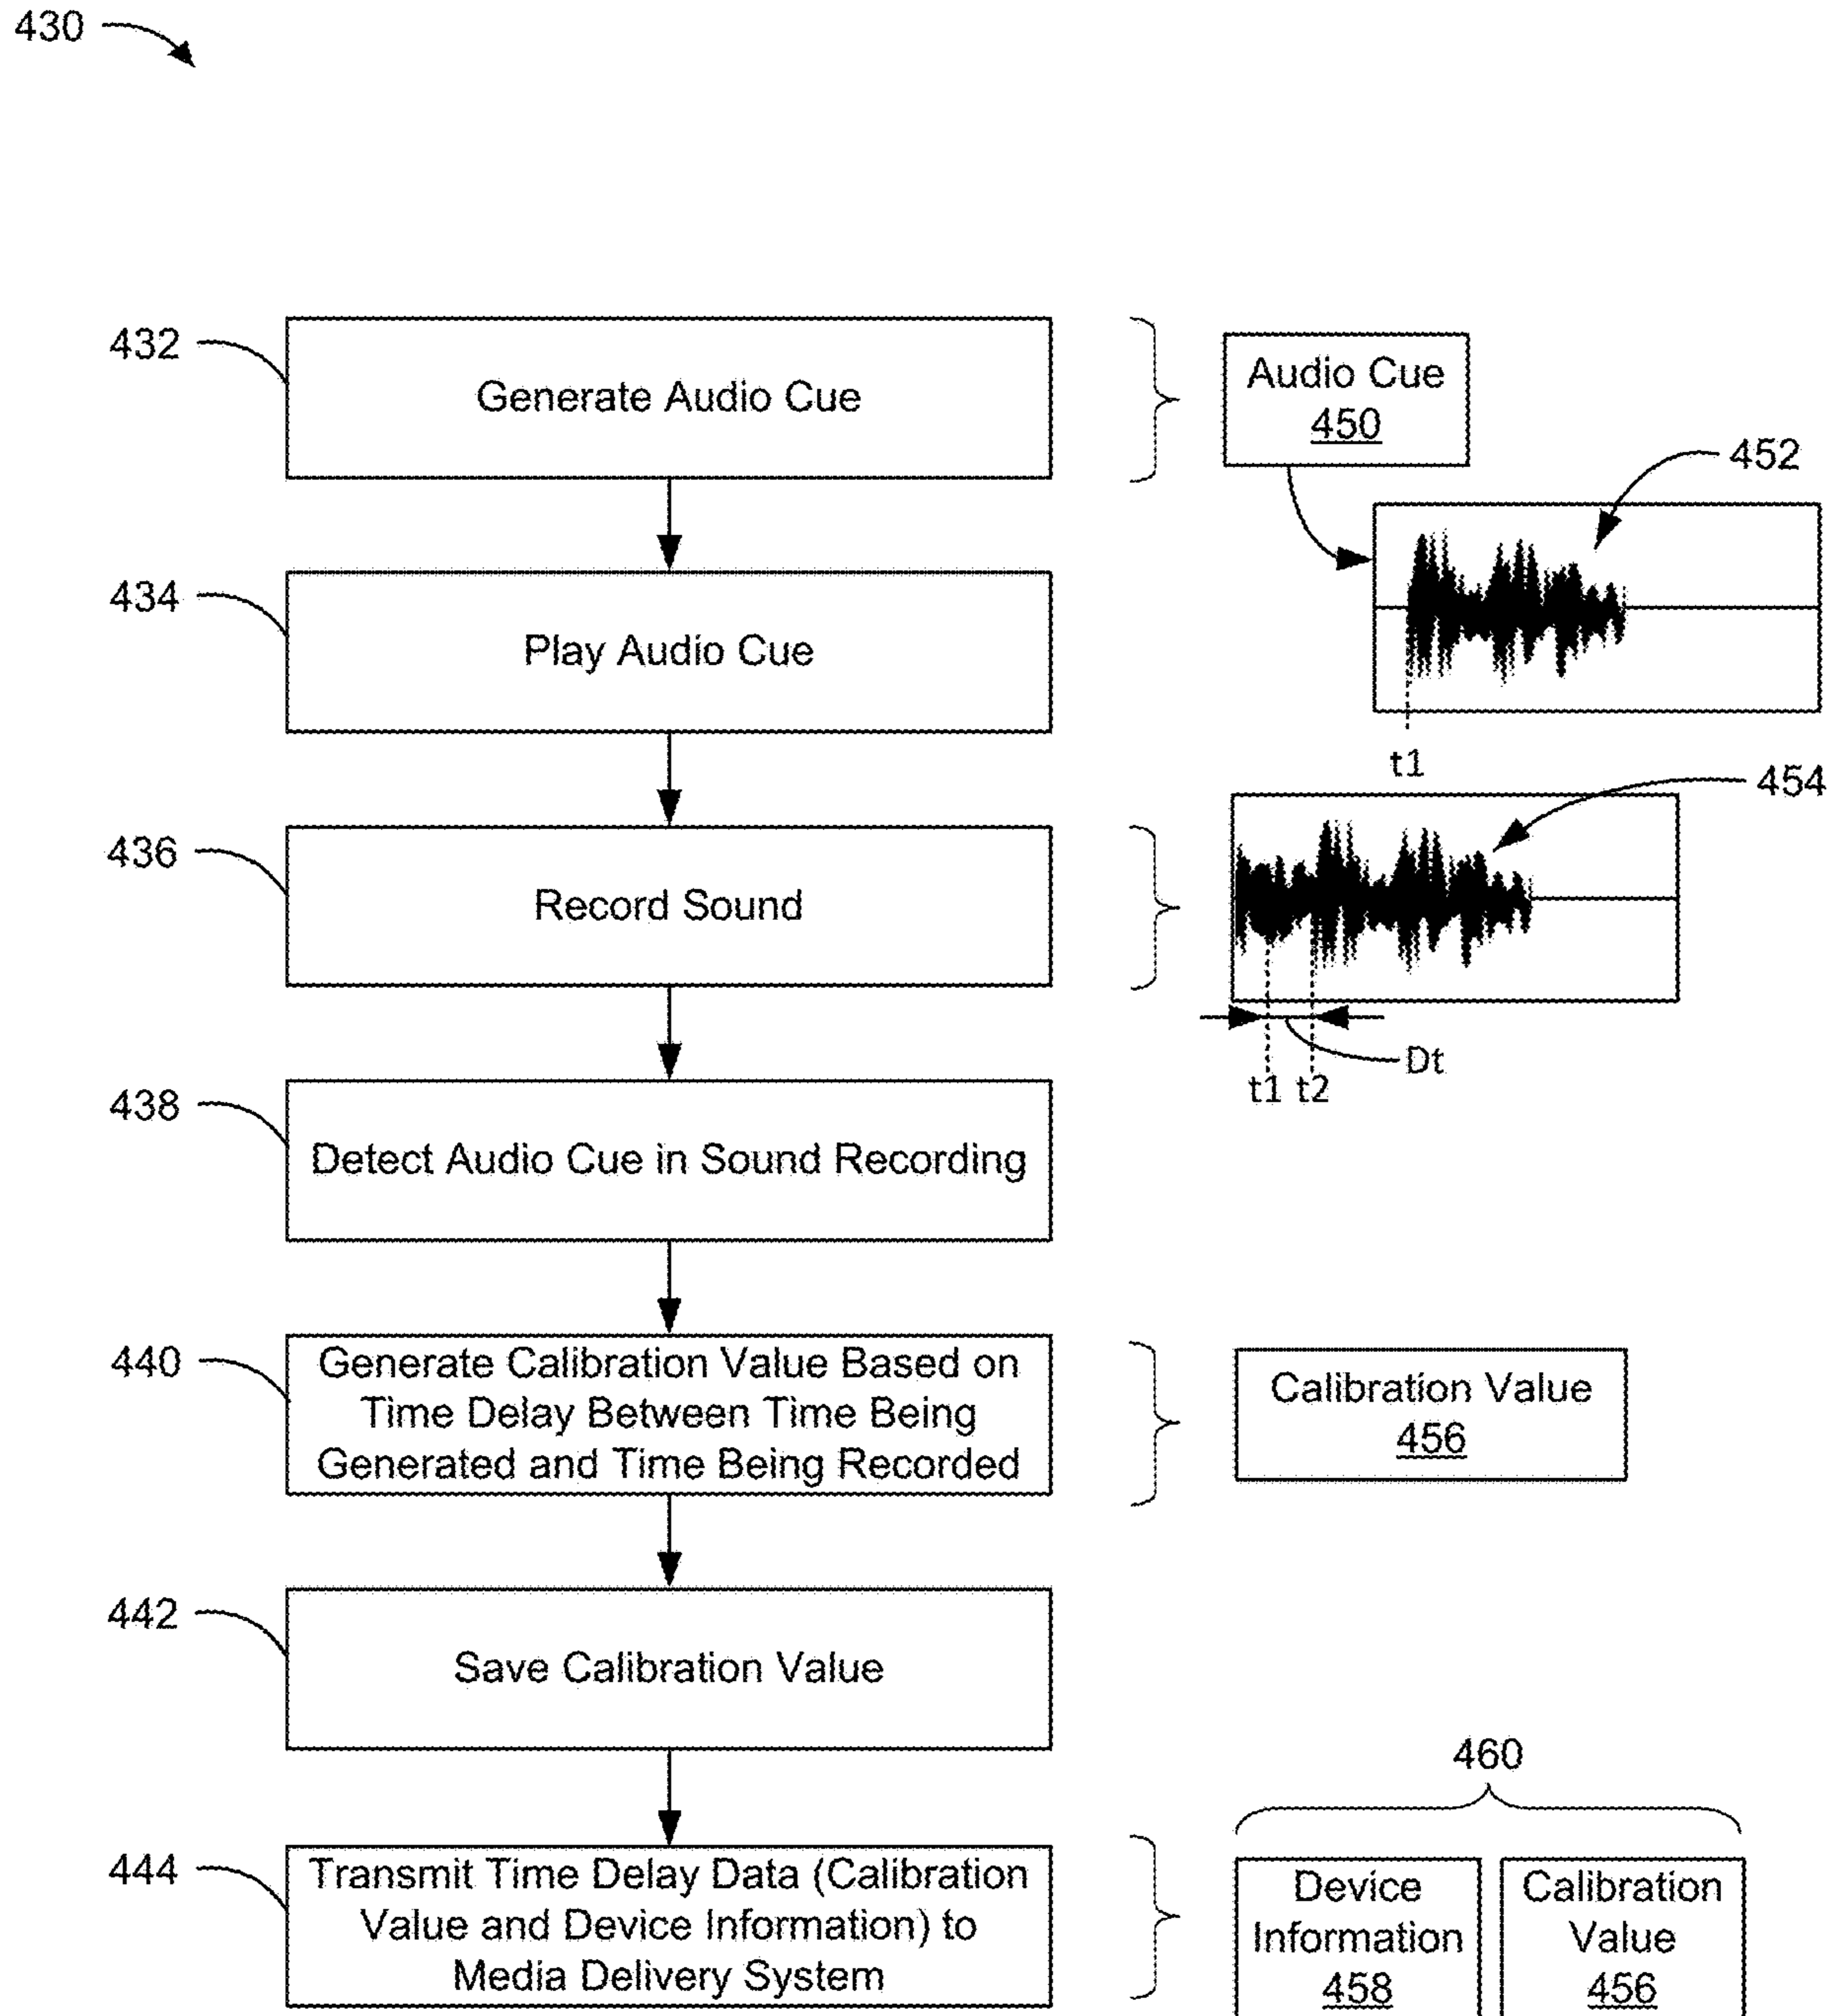 430
432
Generate Audio Cue
Audio Cue
450
452
434
Play Audio Cue
t1
454
436
Record Sound
Dt
t1 t2
438
Detect Audio Cue in Sound Recording
440
Generate Calibration Value Based on
Time Delay Between Time Being
Generated and Time Being Recorded
Calibration Value
456
442
Save Calibration Value
460
444
Transmit Time Delay Data (Calibration
Value and Device Information) to
Media Delivery System
Device
Information
458
Calibration
Value
456